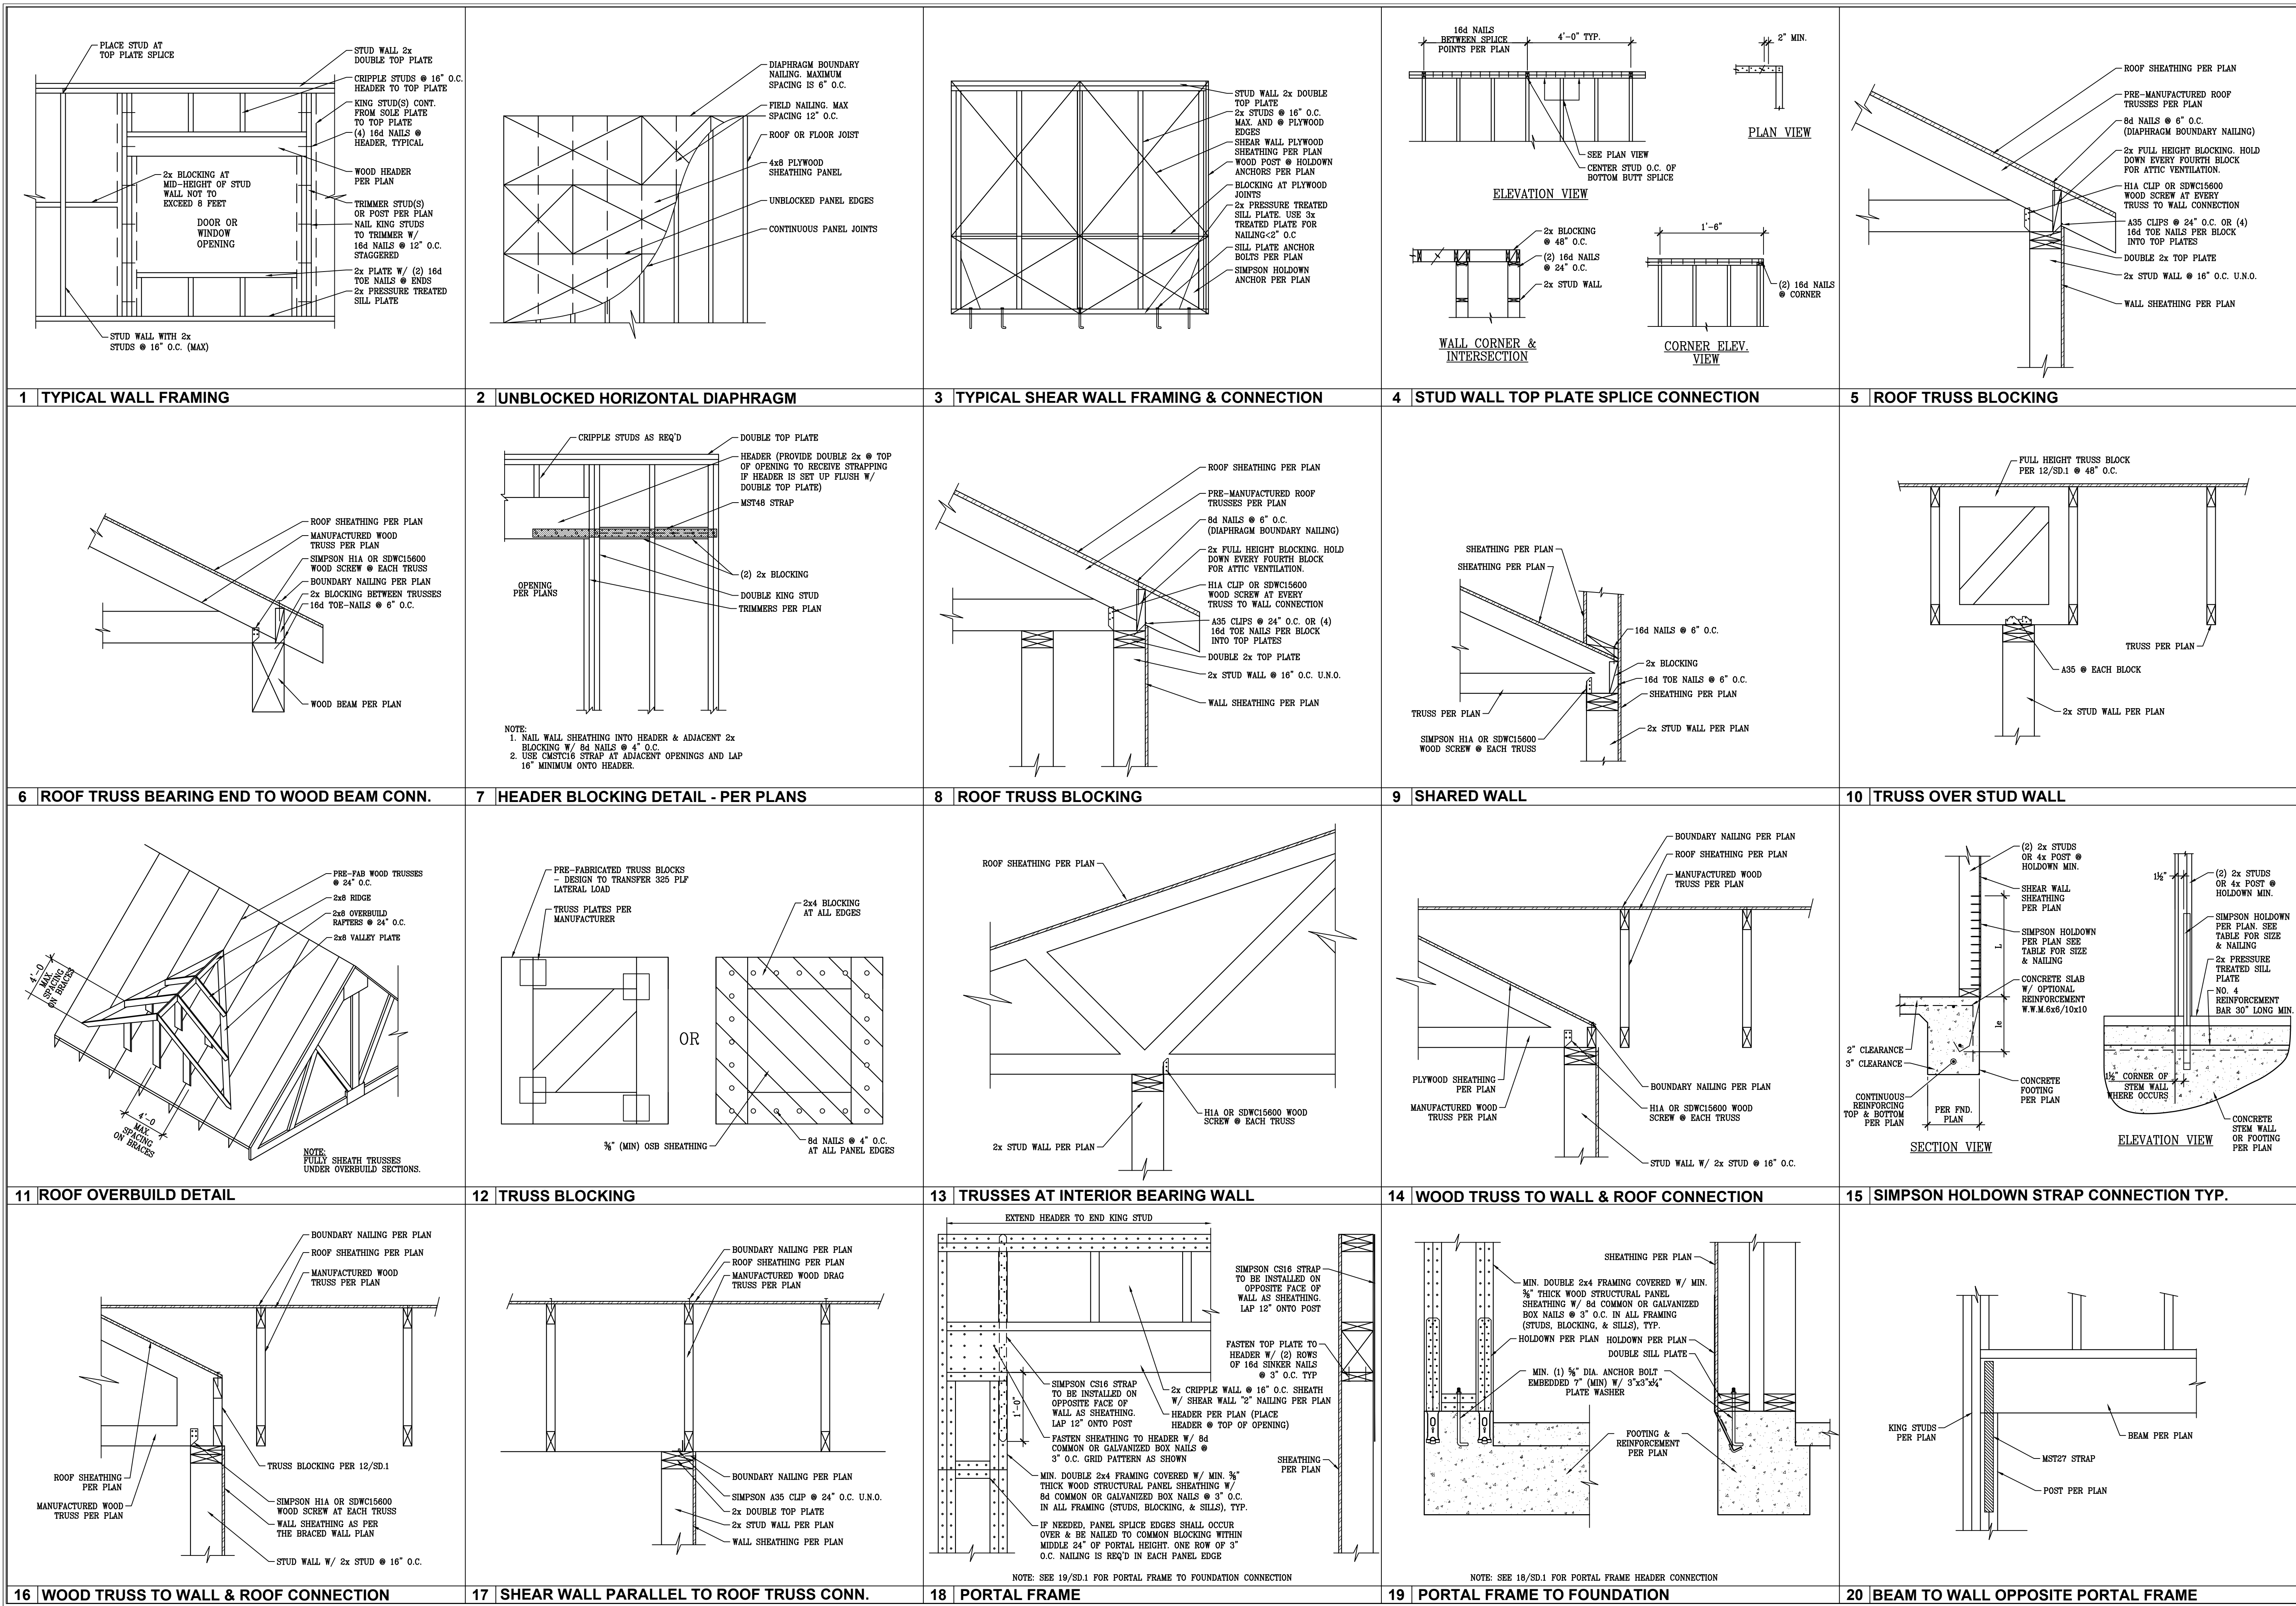 PLACE STUD AT
TOP PLATE SPLICE
STUD WALL 2x
DOUBLE TOP PLATE
CRIPPLE STUDS @ 16" O.C.
HEADER TO TOP PLATE
KING STUD(S) CONT.
FROM SOLE PLATE
TO TOP PLATE
(4) 16d NAILS @
HEADER, TYPICAL
WOOD HEADER
PER PLAN
2x BLOCKING AT
MID-HEIGHT OF STUD
WALL NOT TO
EXCEED 8 FEET
DOOR OR
WINDOW
OPENING
TRIMMER STUD(S)
OR POST PER PLAN
NAIL KING STUDS
TO TRIMMER W/
16d NAILS @ 12" O.C.
STAGGERED
2x PLATE W/ (2) 16d
TOE NAILS @ ENDS
2x PRESSURE TREATED
SILL PLATE
STUD WALL WITH 2x
STUDS @ 16" O.C. (MAX)
1 TYPICAL WALL FRAMING
DIAPHRAGM BOUNDARY
NAILING. MAXIMUM
SPACING IS 6" O.C.
FIELD NAILING. MAX
SPACING 12" O.C.
ROOF OR FLOOR JOIST
4x8 PLYWOOD
SHEATHING PANEL
UNBLOCKED PANEL EDGES
CONTINUOUS PANEL JOINTS
2 UNBLOCKED HORIZONTAL DIAPHRAGM
STUD WALL 2x DOUBLE
TOP PLATE
2x STUDS @ 16" O.C.
MAX. AND @ PLYWOOD
EDGES
SHEAR WALL PLYWOOD
SHEATHING PER PLAN
WOOD POST @ HOLDOWN
ANCHORS PER PLAN
BLOCKING AT PLYWOOD
JOINTS
2x PRESSURE TREATED
SILL PLATE. USE 3x
TREATED PLATE FOR
NAILING<2" O.C
SILL PLATE ANCHOR
BOLTS PER PLAN
SIMPSON HOLDOWN
ANCHOR PER PLAN
3 TYPICAL SHEAR WALL FRAMING & CONNECTION
16d NAILS
BETWEEN SPLICE
POINTS PER PLAN
4'-0" TYP.
2" MIN.
PLAN VIEW
SEE PLAN VIEW
CENTER STUD O.C. OF
BOTTOM BUTT SPLICE
ELEVATION VIEW
2x BLOCKING
@ 48" O.C.
(2) 16d NAILS
@ 24" O.C.
2x STUD WALL
WALL CORNER &
INTERSECTION
1'-6"
(2) 16d NAILS
@ CORNER
CORNER ELEV.
VIEW
4 STUD WALL TOP PLATE SPLICE CONNECTION
ROOF SHEATHING PER PLAN
PRE-MANUFACTURED ROOF
TRUSSES PER PLAN
8d NAILS @ 6" O.C.
(DIAPHRAGM BOUNDARY NAILING)
2x FULL HEIGHT BLOCKING. HOLD
DOWN EVERY FOURTH BLOCK
FOR ATTIC VENTILATION.
H1A CLIP OR SDWC15600
WOOD SCREW AT EVERY
TRUSS TO WALL CONNECTION
A35 CLIPS @ 24" O.C. OR (4)
16d TOE NAILS PER BLOCK
INTO TOP PLATES
DOUBLE 2x TOP PLATE
2x STUD WALL @ 16" O.C. U.N.O.
WALL SHEATHING PER PLAN
5 ROOF TRUSS BLOCKING
ROOF SHEATHING PER PLAN
MANUFACTURED WOOD
TRUSS PER PLAN
SIMPSON H1A OR SDWC15600
WOOD SCREW @ EACH TRUSS
BOUNDARY NAILING PER PLAN
2x BLOCKING BETWEEN TRUSSES
16d TOE-NAILS @ 6" O.C.
WOOD BEAM PER PLAN
6 ROOF TRUSS BEARING END TO WOOD BEAM CONN.
CRIPPLE STUDS AS REQ'D
DOUBLE TOP PLATE
HEADER (PROVIDE DOUBLE 2x @ TOP
OF OPENING TO RECEIVE STRAPPING
IF HEADER IS SET UP FLUSH W/
DOUBLE TOP PLATE)
MST48 STRAP
OPENING
PER PLANS
(2) 2x BLOCKING
DOUBLE KING STUD
TRIMMERS PER PLAN
NOTE:
1. NAIL WALL SHEATHING INTO HEADER & ADJACENT 2x
BLOCKING W/ 8d NAILS @ 4" O.C.
2. USE CMSTC16 STRAP AT ADJACENT OPENINGS AND LAP
16" MINIMUM ONTO HEADER.
7 HEADER BLOCKING DETAIL - PER PLANS
ROOF SHEATHING PER PLAN
PRE-MANUFACTURED ROOF
TRUSSES PER PLAN
8d NAILS @ 6" O.C.
(DIAPHRAGM BOUNDARY NAILING)
2x FULL HEIGHT BLOCKING. HOLD
DOWN EVERY FOURTH BLOCK
FOR ATTIC VENTILATION.
H1A CLIP OR SDWC15600
WOOD SCREW AT EVERY
TRUSS TO WALL CONNECTION
A35 CLIPS @ 24" O.C. OR (4)
16d TOE NAILS PER BLOCK
INTO TOP PLATES
DOUBLE 2x TOP PLATE
2x STUD WALL @ 16" O.C. U.N.O.
WALL SHEATHING PER PLAN
8 ROOF TRUSS BLOCKING
SHEATHING PER PLAN
SHEATHING PER PLAN
16d NAILS @ 6" O.C.
2x BLOCKING
16d TOE NAILS @ 6" O.C.
SHEATHING PER PLAN
TRUSS PER PLAN
2x STUD WALL PER PLAN
SIMPSON H1A OR SDWC15600
WOOD SCREW @ EACH TRUSS
9 SHARED WALL
FULL HEIGHT TRUSS BLOCK
PER 12/SD.1 @ 48" O.C.
TRUSS PER PLAN
A35 @ EACH BLOCK
2x STUD WALL PER PLAN
10 TRUSS OVER STUD WALL
PRE-FAB WOOD TRUSSES
@ 24" O.C.
2x8 RIDGE
2x8 OVERBUILD
RAFTERS @ 24" O.C.
2x8 VALLEY PLATE
4'-0
MAX.
SPACING
ON BRACES
4'-0
MAX.
SPACING
ON BRACES
NOTE:
FULLY SHEATH TRUSSES
UNDER OVERBUILD SECTIONS.
11 ROOF OVERBUILD DETAIL
PRE-FABRICATED TRUSS BLOCKS
- DESIGN TO TRANSFER 325 PLF
LATERAL LOAD
TRUSS PLATES PER
MANUFACTURER
2x4 BLOCKING
AT ALL EDGES
OR
3/8" (MIN) OSB SHEATHING
8d NAILS @ 4" O.C.
AT ALL PANEL EDGES
12 TRUSS BLOCKING
ROOF SHEATHING PER PLAN
H1A OR SDWC15600 WOOD
SCREW @ EACH TRUSS
2x STUD WALL PER PLAN
13 TRUSSES AT INTERIOR BEARING WALL
BOUNDARY NAILING PER PLAN
ROOF SHEATHING PER PLAN
MANUFACTURED WOOD
TRUSS PER PLAN
PLYWOOD SHEATHING
PER PLAN
MANUFACTURED WOOD
TRUSS PER PLAN
BOUNDARY NAILING PER PLAN
H1A OR SDWC15600 WOOD
SCREW @ EACH TRUSS
STUD WALL W/ 2x STUD @ 16" O.C.
14 WOOD TRUSS TO WALL & ROOF CONNECTION
(2) 2x STUDS
OR 4x POST @
HOLDOWN MIN.
SHEAR WALL
SHEATHING
PER PLAN
SIMPSON HOLDOWN
PER PLAN SEE
TABLE FOR SIZE
& NAILING
CONCRETE SLAB
W/ OPTIONAL
REINFORCEMENT
W.W.M.6x6/10x10
L
le
2" CLEARANCE
3" CLEARANCE
CONTINUOUS
REINFORCING
TOP & BOTTOM
PER PLAN
PER FND.
PLAN
CONCRETE
FOOTING
PER PLAN
SECTION VIEW
1½"
(2) 2x STUDS
OR 4x POST @
HOLDOWN MIN.
SIMPSON HOLDOWN
PER PLAN. SEE
TABLE FOR SIZE
& NAILING
2x PRESSURE
TREATED SILL
PLATE
NO. 4
REINFORCEMENT
BAR 30" LONG MIN.
1½" CORNER OF
STEM WALL
WHERE OCCURS
CONCRETE
STEM WALL
OR FOOTING
PER PLAN
ELEVATION VIEW
15 SIMPSON HOLDOWN STRAP CONNECTION TYP.
BOUNDARY NAILING PER PLAN
ROOF SHEATHING PER PLAN
MANUFACTURED WOOD
TRUSS PER PLAN
ROOF SHEATHING
PER PLAN
MANUFACTURED WOOD
TRUSS PER PLAN
TRUSS BLOCKING PER 12/SD.1
SIMPSON H1A OR SDWC15600
WOOD SCREW AT EACH TRUSS
WALL SHEATHING AS PER
THE BRACED WALL PLAN
STUD WALL W/ 2x STUD @ 16" O.C.
16 WOOD TRUSS TO WALL & ROOF CONNECTION
BOUNDARY NAILING PER PLAN
ROOF SHEATHING PER PLAN
MANUFACTURED WOOD DRAG
TRUSS PER PLAN
BOUNDARY NAILING PER PLAN
SIMPSON A35 CLIP @ 24" O.C. U.N.O.
2x DOUBLE TOP PLATE
2x STUD WALL PER PLAN
WALL SHEATHING PER PLAN
17 SHEAR WALL PARALLEL TO ROOF TRUSS CONN.
EXTEND HEADER TO END KING STUD
SIMPSON CS16 STRAP
TO BE INSTALLED ON
OPPOSITE FACE OF
WALL AS SHEATHING.
LAP 12" ONTO POST
FASTEN TOP PLATE TO
HEADER W/ (2) ROWS
OF 16d SINKER NAILS
@ 3" O.C. TYP
1'-0"
SIMPSON CS16 STRAP
TO BE INSTALLED ON
OPPOSITE FACE OF
WALL AS SHEATHING.
LAP 12" ONTO POST
2x CRIPPLE WALL @ 16" O.C. SHEATH
W/ SHEAR WALL "2" NAILING PER PLAN
HEADER PER PLAN (PLACE
HEADER @ TOP OF OPENING)
FASTEN SHEATHING TO HEADER W/ 8d
COMMON OR GALVANIZED BOX NAILS @
3" O.C. GRID PATTERN AS SHOWN
SHEATHING
PER PLAN
MIN. DOUBLE 2x4 FRAMING COVERED W/ MIN. 3/8"
THICK WOOD STRUCTURAL PANEL SHEATHING W/
8d COMMON OR GALVANIZED BOX NAILS @ 3" O.C.
IN ALL FRAMING (STUDS, BLOCKING, & SILLS), TYP.
IF NEEDED, PANEL SPLICE EDGES SHALL OCCUR
OVER & BE NAILED TO COMMON BLOCKING WITHIN
MIDDLE 24" OF PORTAL HEIGHT. ONE ROW OF 3"
O.C. NAILING IS REQ'D IN EACH PANEL EDGE
NOTE: SEE 19/SD.1 FOR PORTAL FRAME TO FOUNDATION CONNECTION
18 PORTAL FRAME
SHEATHING PER PLAN
MIN. DOUBLE 2x4 FRAMING COVERED W/ MIN.
3/8" THICK WOOD STRUCTURAL PANEL
SHEATHING W/ 8d COMMON OR GALVANIZED
BOX NAILS @ 3" O.C. IN ALL FRAMING
(STUDS, BLOCKING, & SILLS), TYP.
HOLDOWN PER PLAN
HOLDOWN PER PLAN
DOUBLE SILL PLATE
MIN. (1) 5/8" DIA. ANCHOR BOLT
EMBEDDED 7" (MIN) W/ 3"x3"x¼"
PLATE WASHER
FOOTING &
REINFORCEMENT
PER PLAN
NOTE: SEE 18/SD.1 FOR PORTAL FRAME HEADER CONNECTION
19 PORTAL FRAME TO FOUNDATION
KING STUDS
PER PLAN
BEAM PER PLAN
MST27 STRAP
POST PER PLAN
20 BEAM TO WALL OPPOSITE PORTAL FRAME